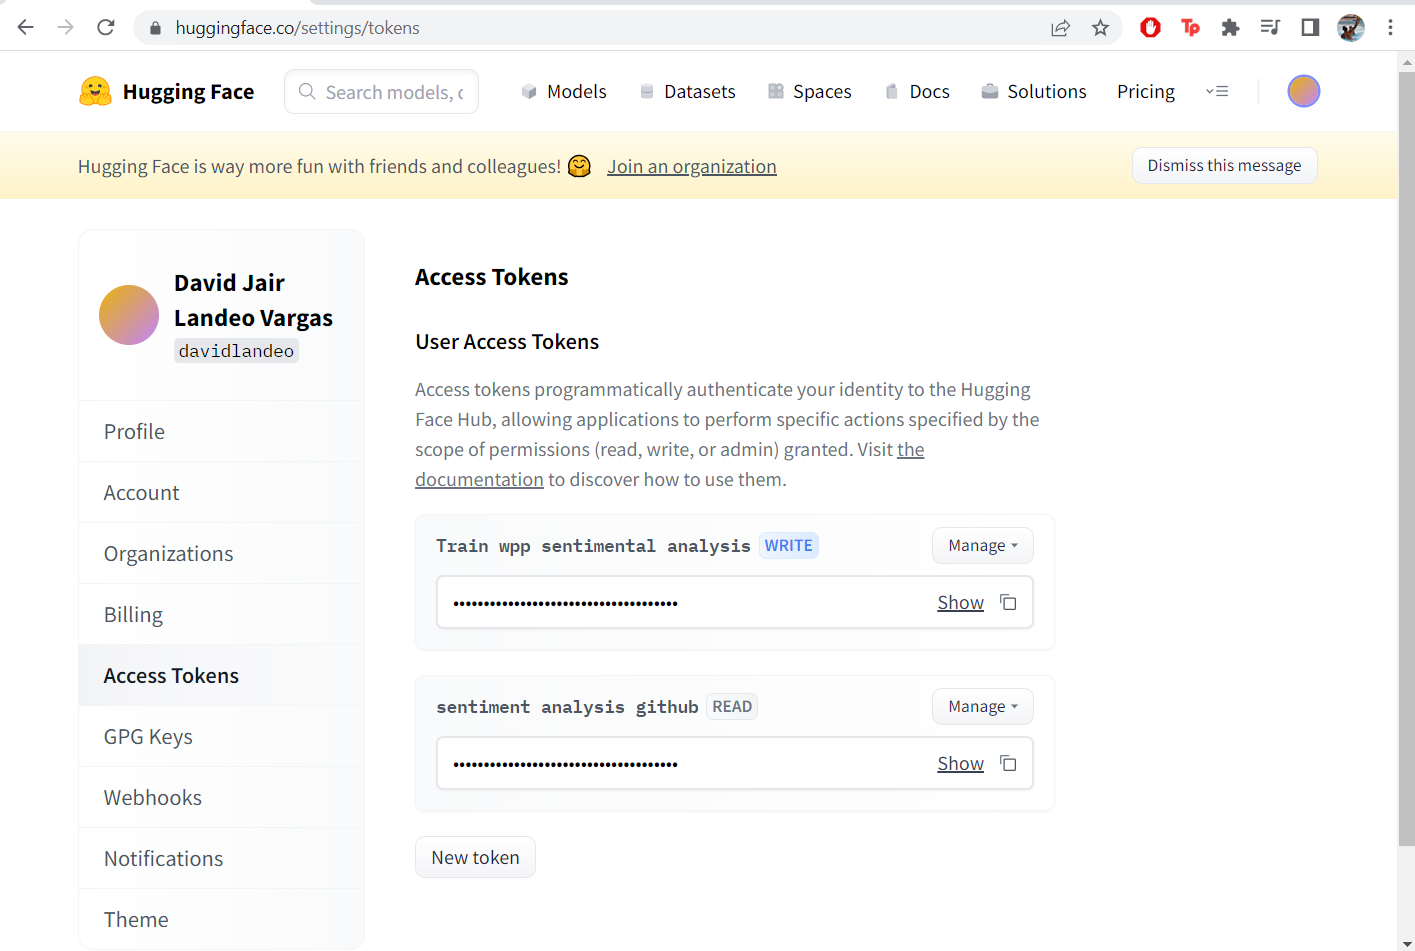 huggingface.co/settings/tokens
Hugging Face
Search models, d
Models
Datasets
Spaces
Docs
Solutions
Pricing
Hugging Face is way more fun with friends and colleagues! 🤗 Join an organization
Dismiss this message
David Jair
Landeo Vargas
davidlandeo
Profile
Account
Organizations
Billing
Access Tokens
GPG Keys
Webhooks
Notifications
Theme
Access Tokens
User Access Tokens
Access tokens programmatically authenticate your identity to the Hugging
Face Hub, allowing applications to perform specific actions specified by the
scope of permissions (read, write, or admin) granted. Visit the
documentation to discover how to use them.
Train wpp sentimental analysis WRITE
Manage
•••••••••••••••••••••••••••••••••••••
Show
sentiment analysis github READ
Manage
•••••••••••••••••••••••••••••••••••••
Show
New token